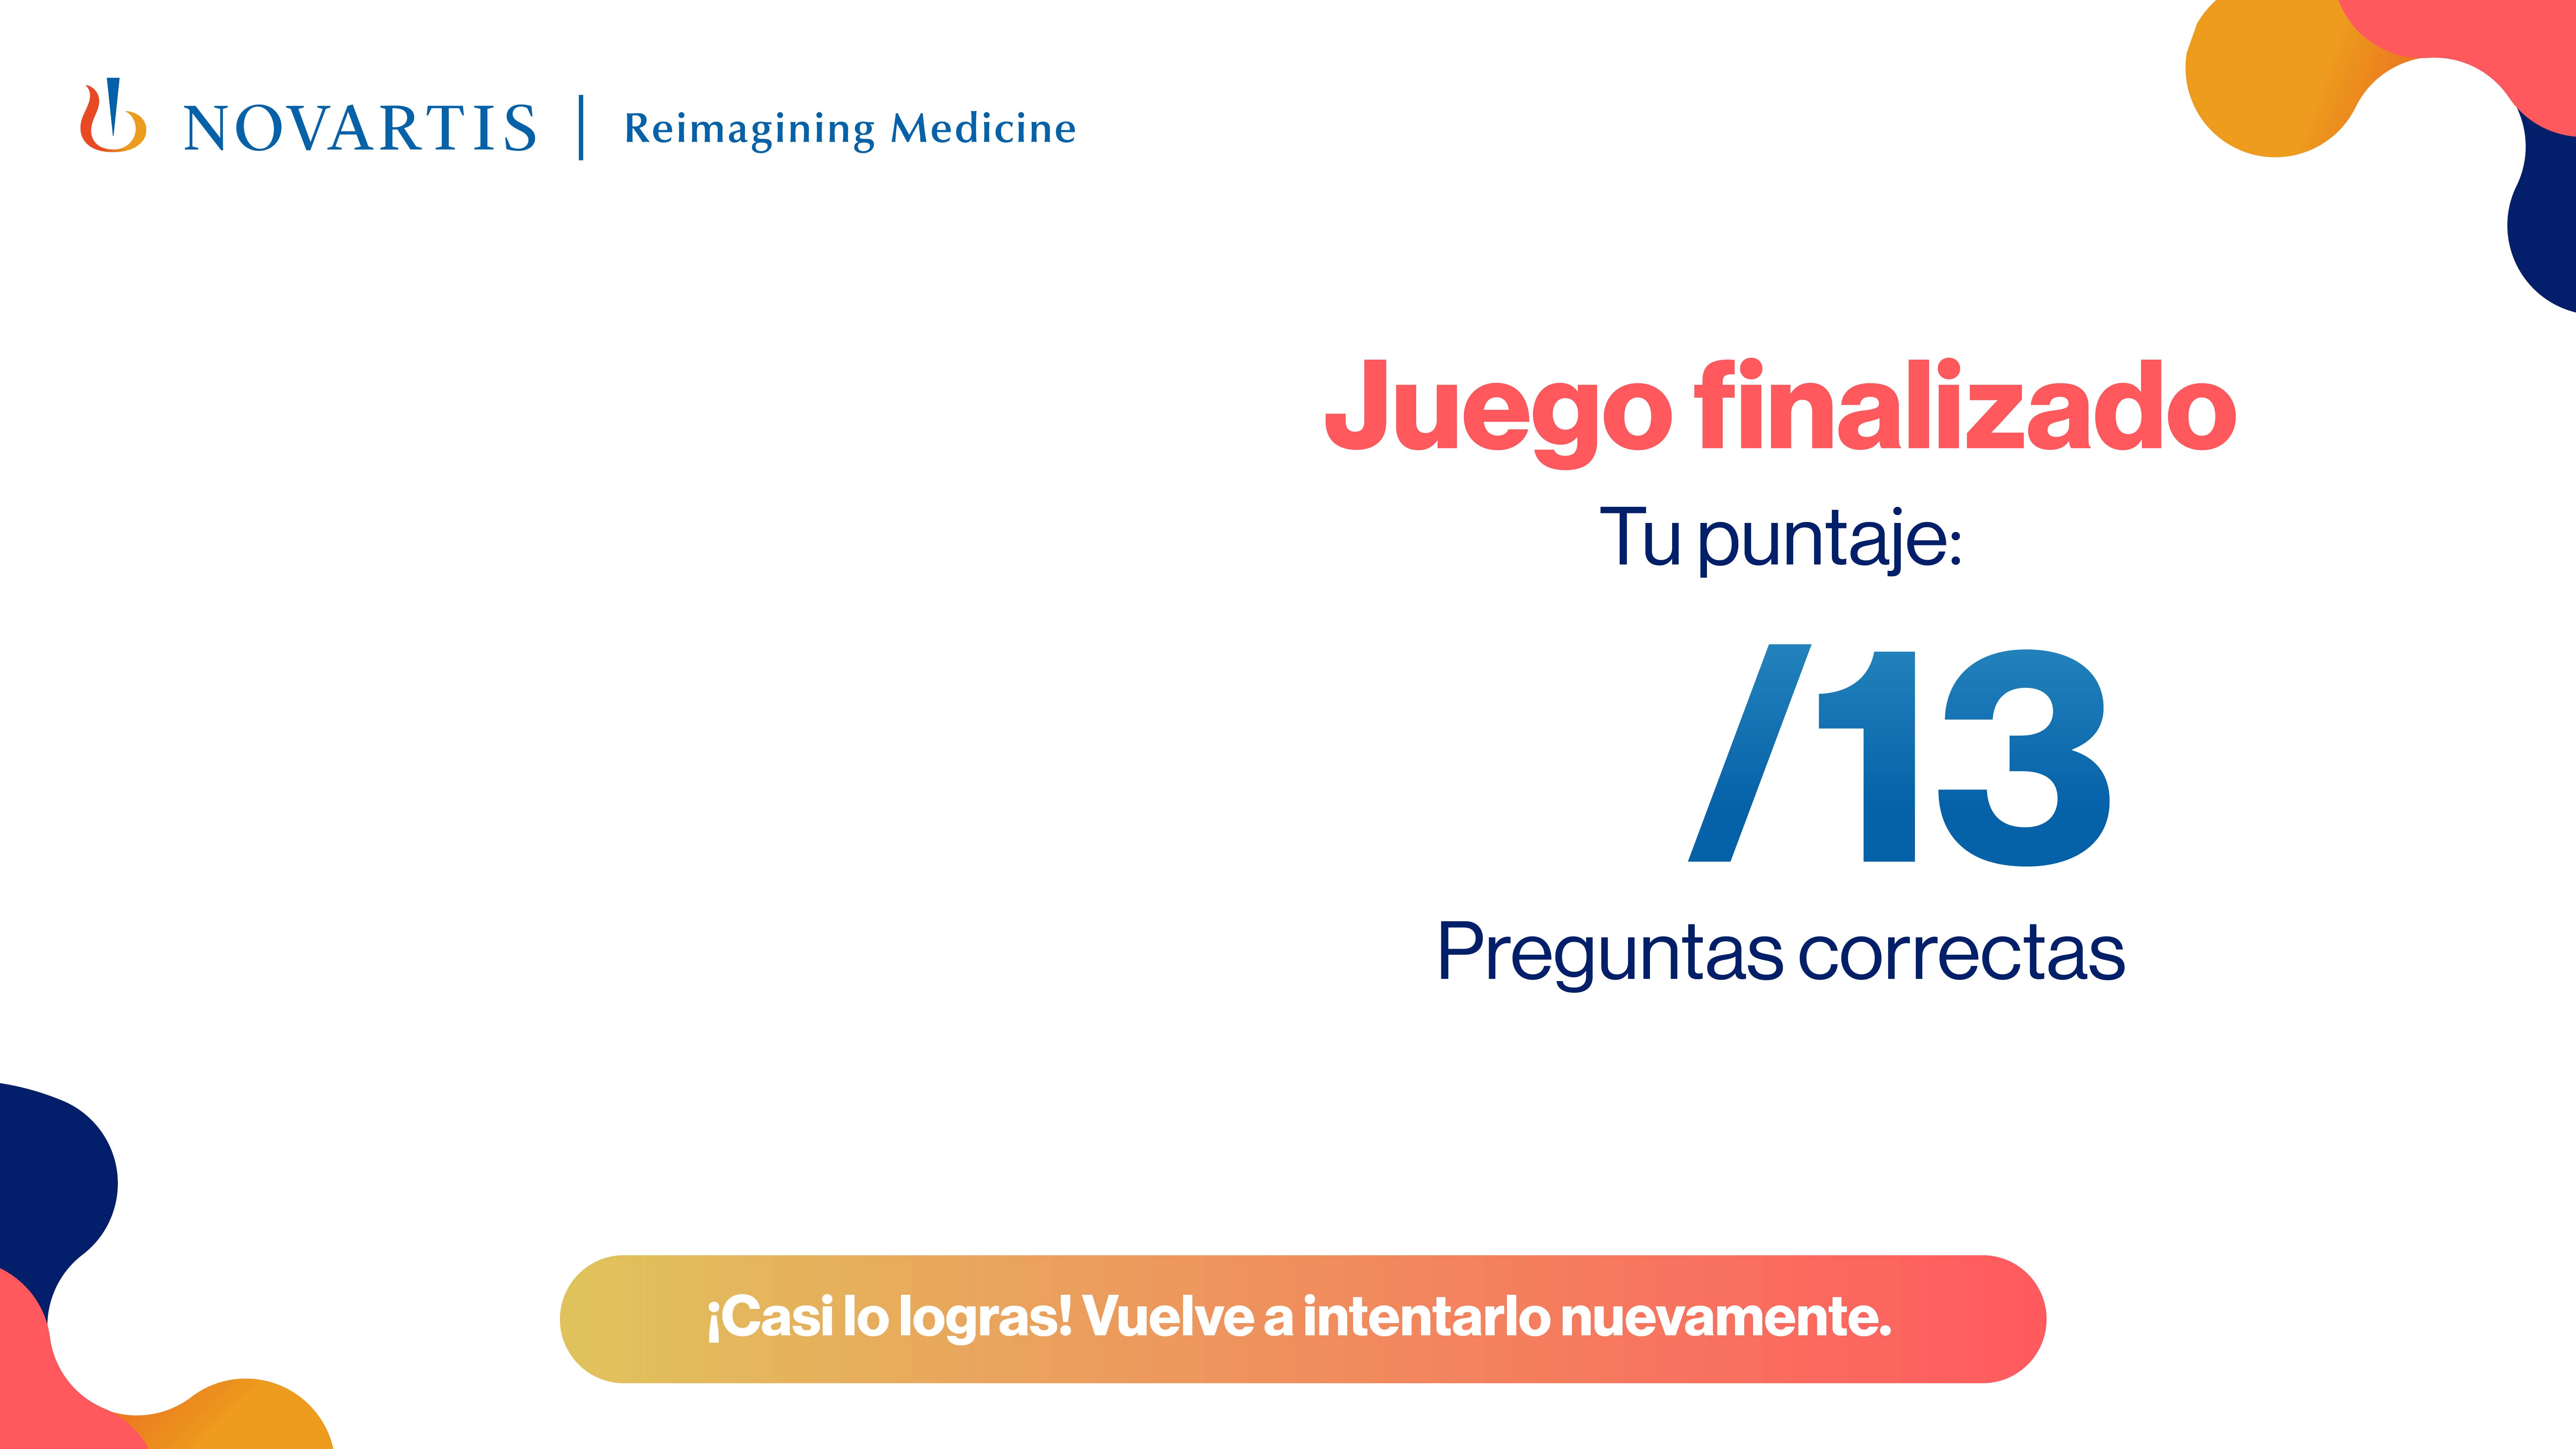 NOVARTIS | Reimagining Medicine
Juego finalizado
Tu puntaje:
/13
Preguntas correctas
¡Casi lo logras! Vuelve a intentarlo nuevamente.